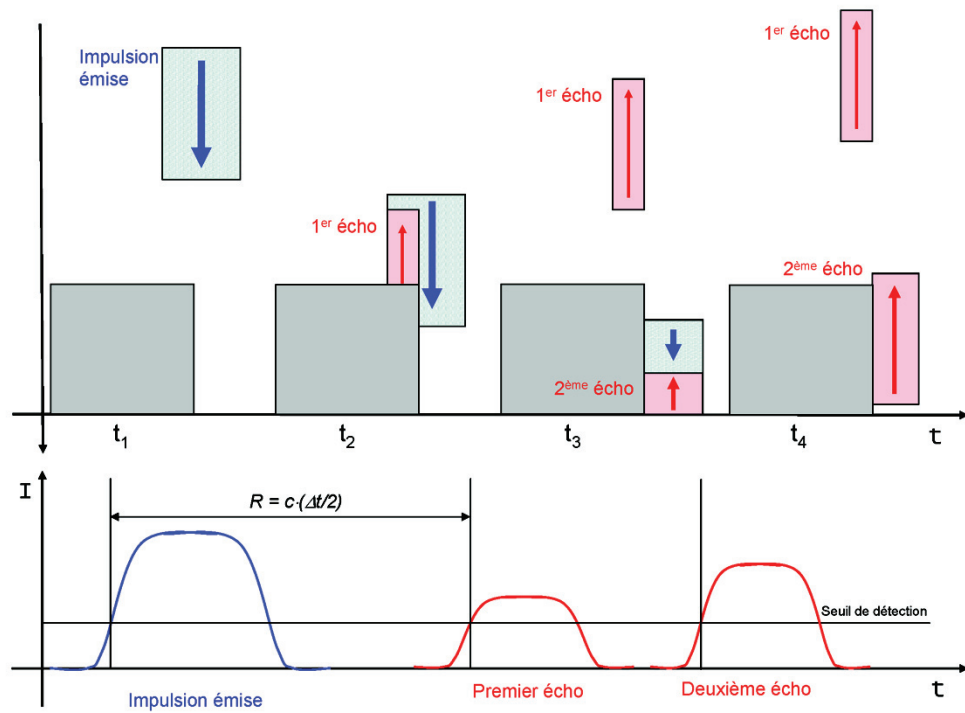 Impulsion
émise
1er écho
1er écho
1er écho
2ème écho
2ème écho
t1
t2
t3
t4
t
I
R = c·(Δt/2)
Seuil de détection
t
Impulsion émise
Premier écho
Deuxième écho